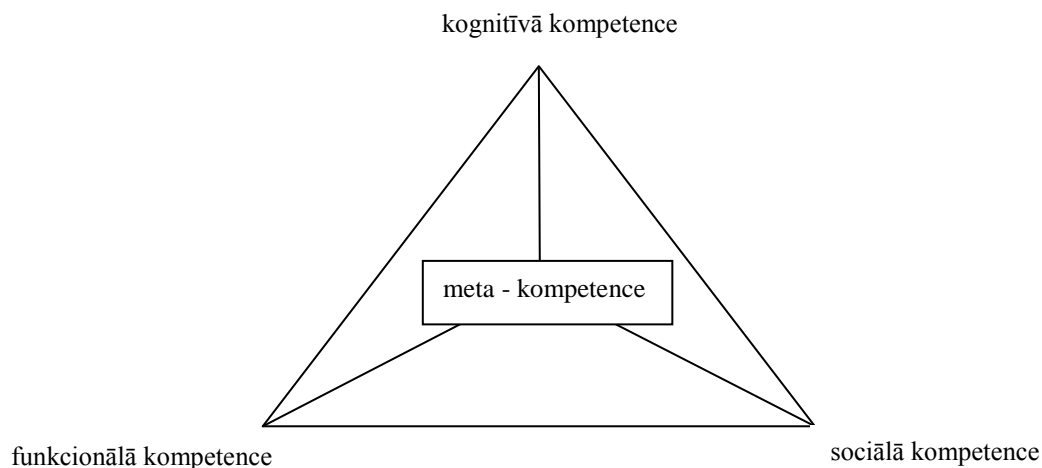 kognitīvā kompetence
meta - kompetence
funkcionālā kompetence
sociālā kompetence